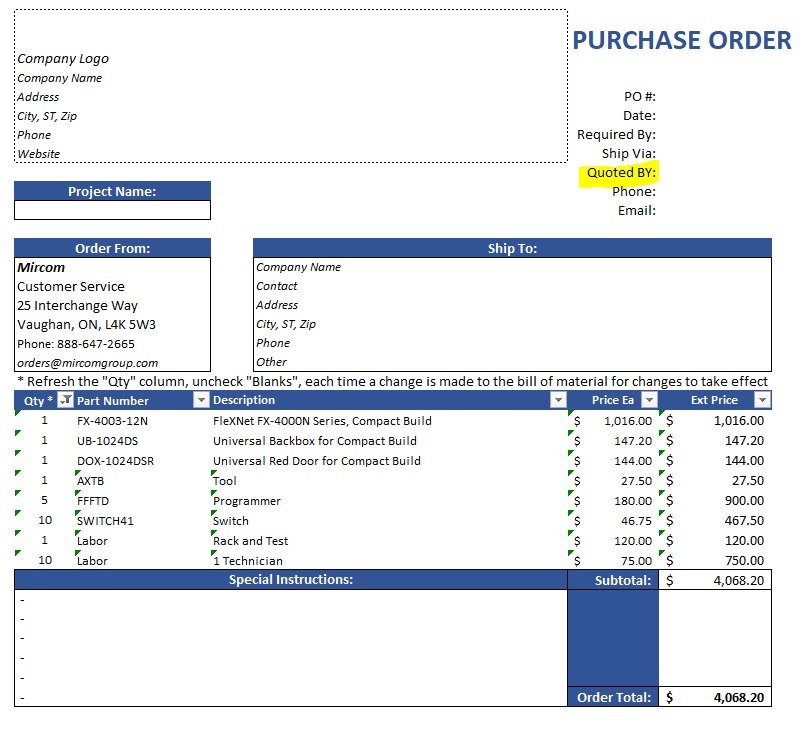 PURCHASE ORDER
Company Logo
Company Name
Address
City, ST, Zip
Phone
Website
PO #:
Date:
Required By:
Ship Via:
Quoted BY:
Phone:
Email:
Project Name:
Order From:
Mircom
Customer Service
25 Interchange Way
Vaughan, ON, L4K 5W3
Phone: 888-647-2665
orders@mircomgroup.com
Ship To:
Company Name
Contact
Address
City, ST, Zip
Phone
Other
* Refresh the "Qty" column, uncheck "Blanks", each time a change is made to the bill of material for changes to take effect
Qty * Part Number Description Price Ea Ext Price
1 FX-4003-12N FleXNet FX-4000N Series, Compact Build $ 1,016.00 $ 1,016.00
1 UB-1024DS Universal Backbox for Compact Build $ 147.20 $ 147.20
1 DOX-1024DSR Universal Red Door for Compact Build $ 144.00 $ 144.00
1 AXTB Tool $ 27.50 $ 27.50
5 FFFTD Programmer $ 180.00 $ 900.00
10 SWITCH41 Switch $ 46.75 $ 467.50
1 Labor Rack and Test $ 120.00 $ 120.00
10 Labor 1 Technician $ 75.00 $ 750.00
Special Instructions: Subtotal: $ 4,068.20
-
-
-
-
-
- Order Total: $ 4,068.20